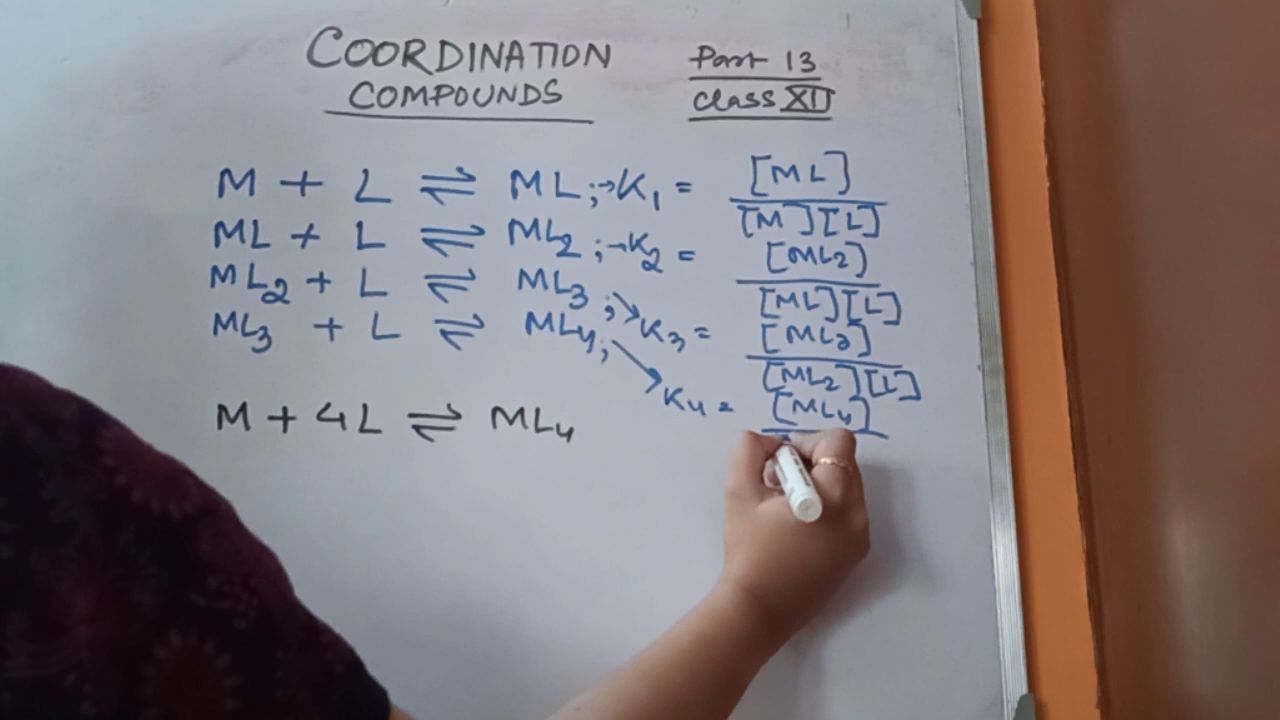 COORDINATION Part 13
COMPOUNDS class XII
M + L ⇌ ML ;→K₁ = [ML] / [M][L]
ML + L ⇌ ML₂ ;→K₂ = [ML₂] / [ML][L]
ML₂ + L ⇌ ML₃ ;→K₃ = [ML₃] / [ML₂][L]
ML₃ + L ⇌ ML₄ ;→K₄ = [ML₄]
M + 4L ⇌ ML₄